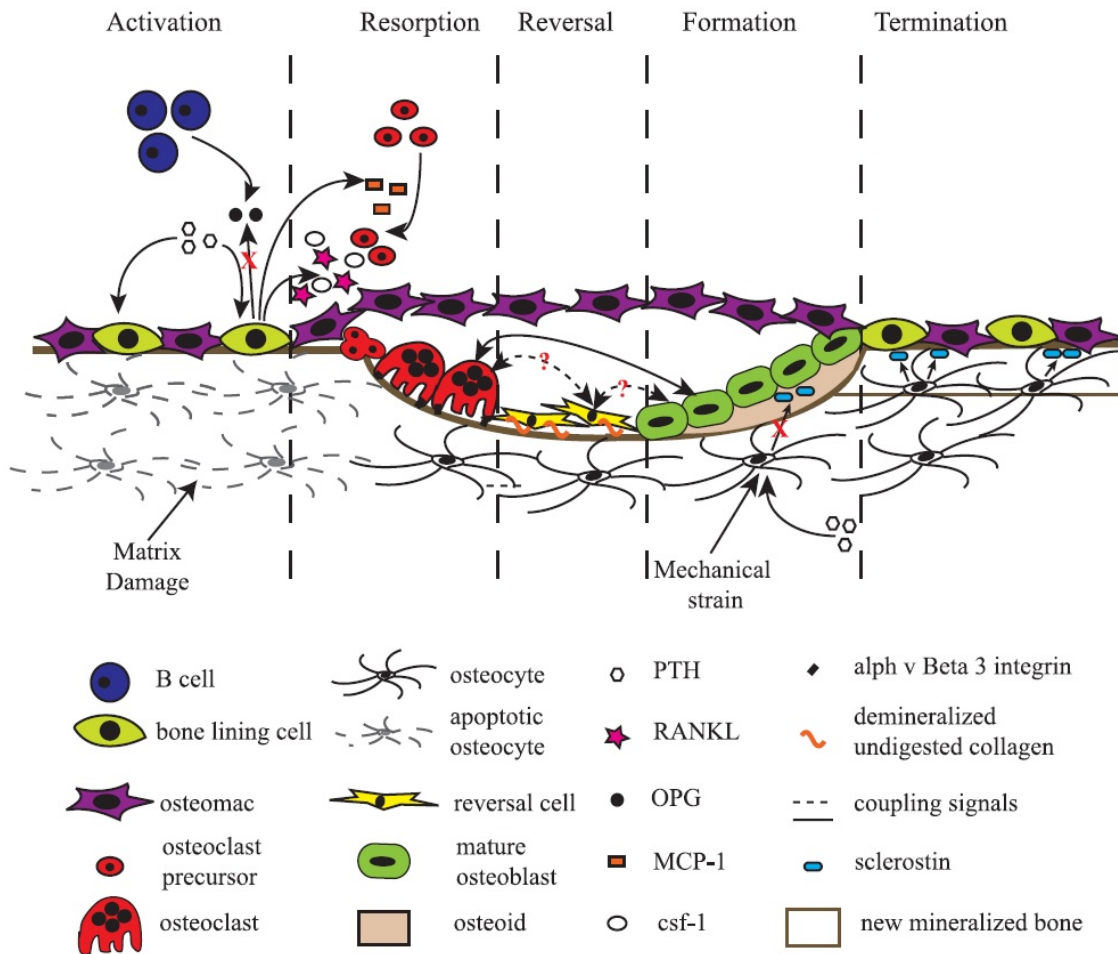 Activation
Resorption
Reversal
Formation
Termination
X
?
?
X
Matrix
Damage
Mechanical
strain
B cell
bone lining cell
osteomac
osteoclast
precursor
osteoclast
osteocyte
apoptotic
osteocyte
reversal cell
mature
osteoblast
osteoid
PTH
RANKL
OPG
MCP-1
csf-1
alph v Beta 3 integrin
demineralized
undigested collagen
coupling signals
sclerostin
new mineralized bone